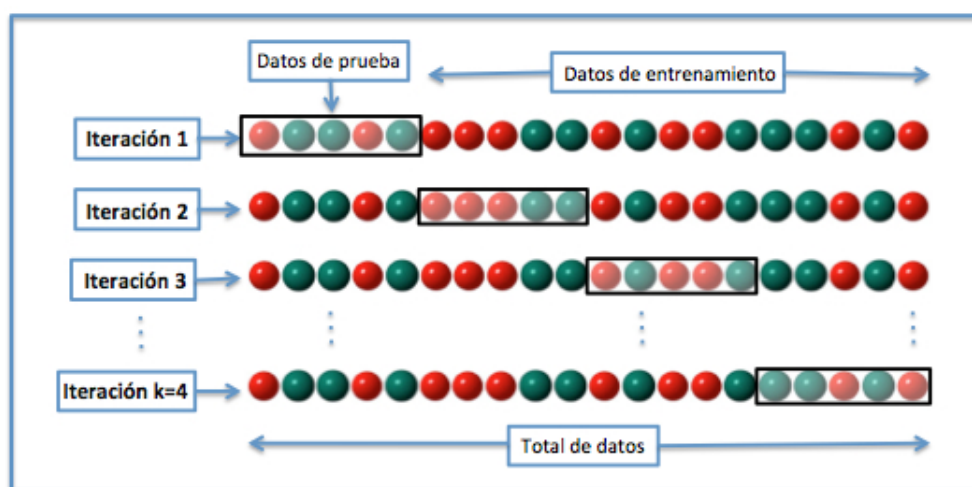 Datos de prueba
Datos de entrenamiento
Iteración 1
Iteración 2
Iteración 3
Iteración k=4
Total de datos